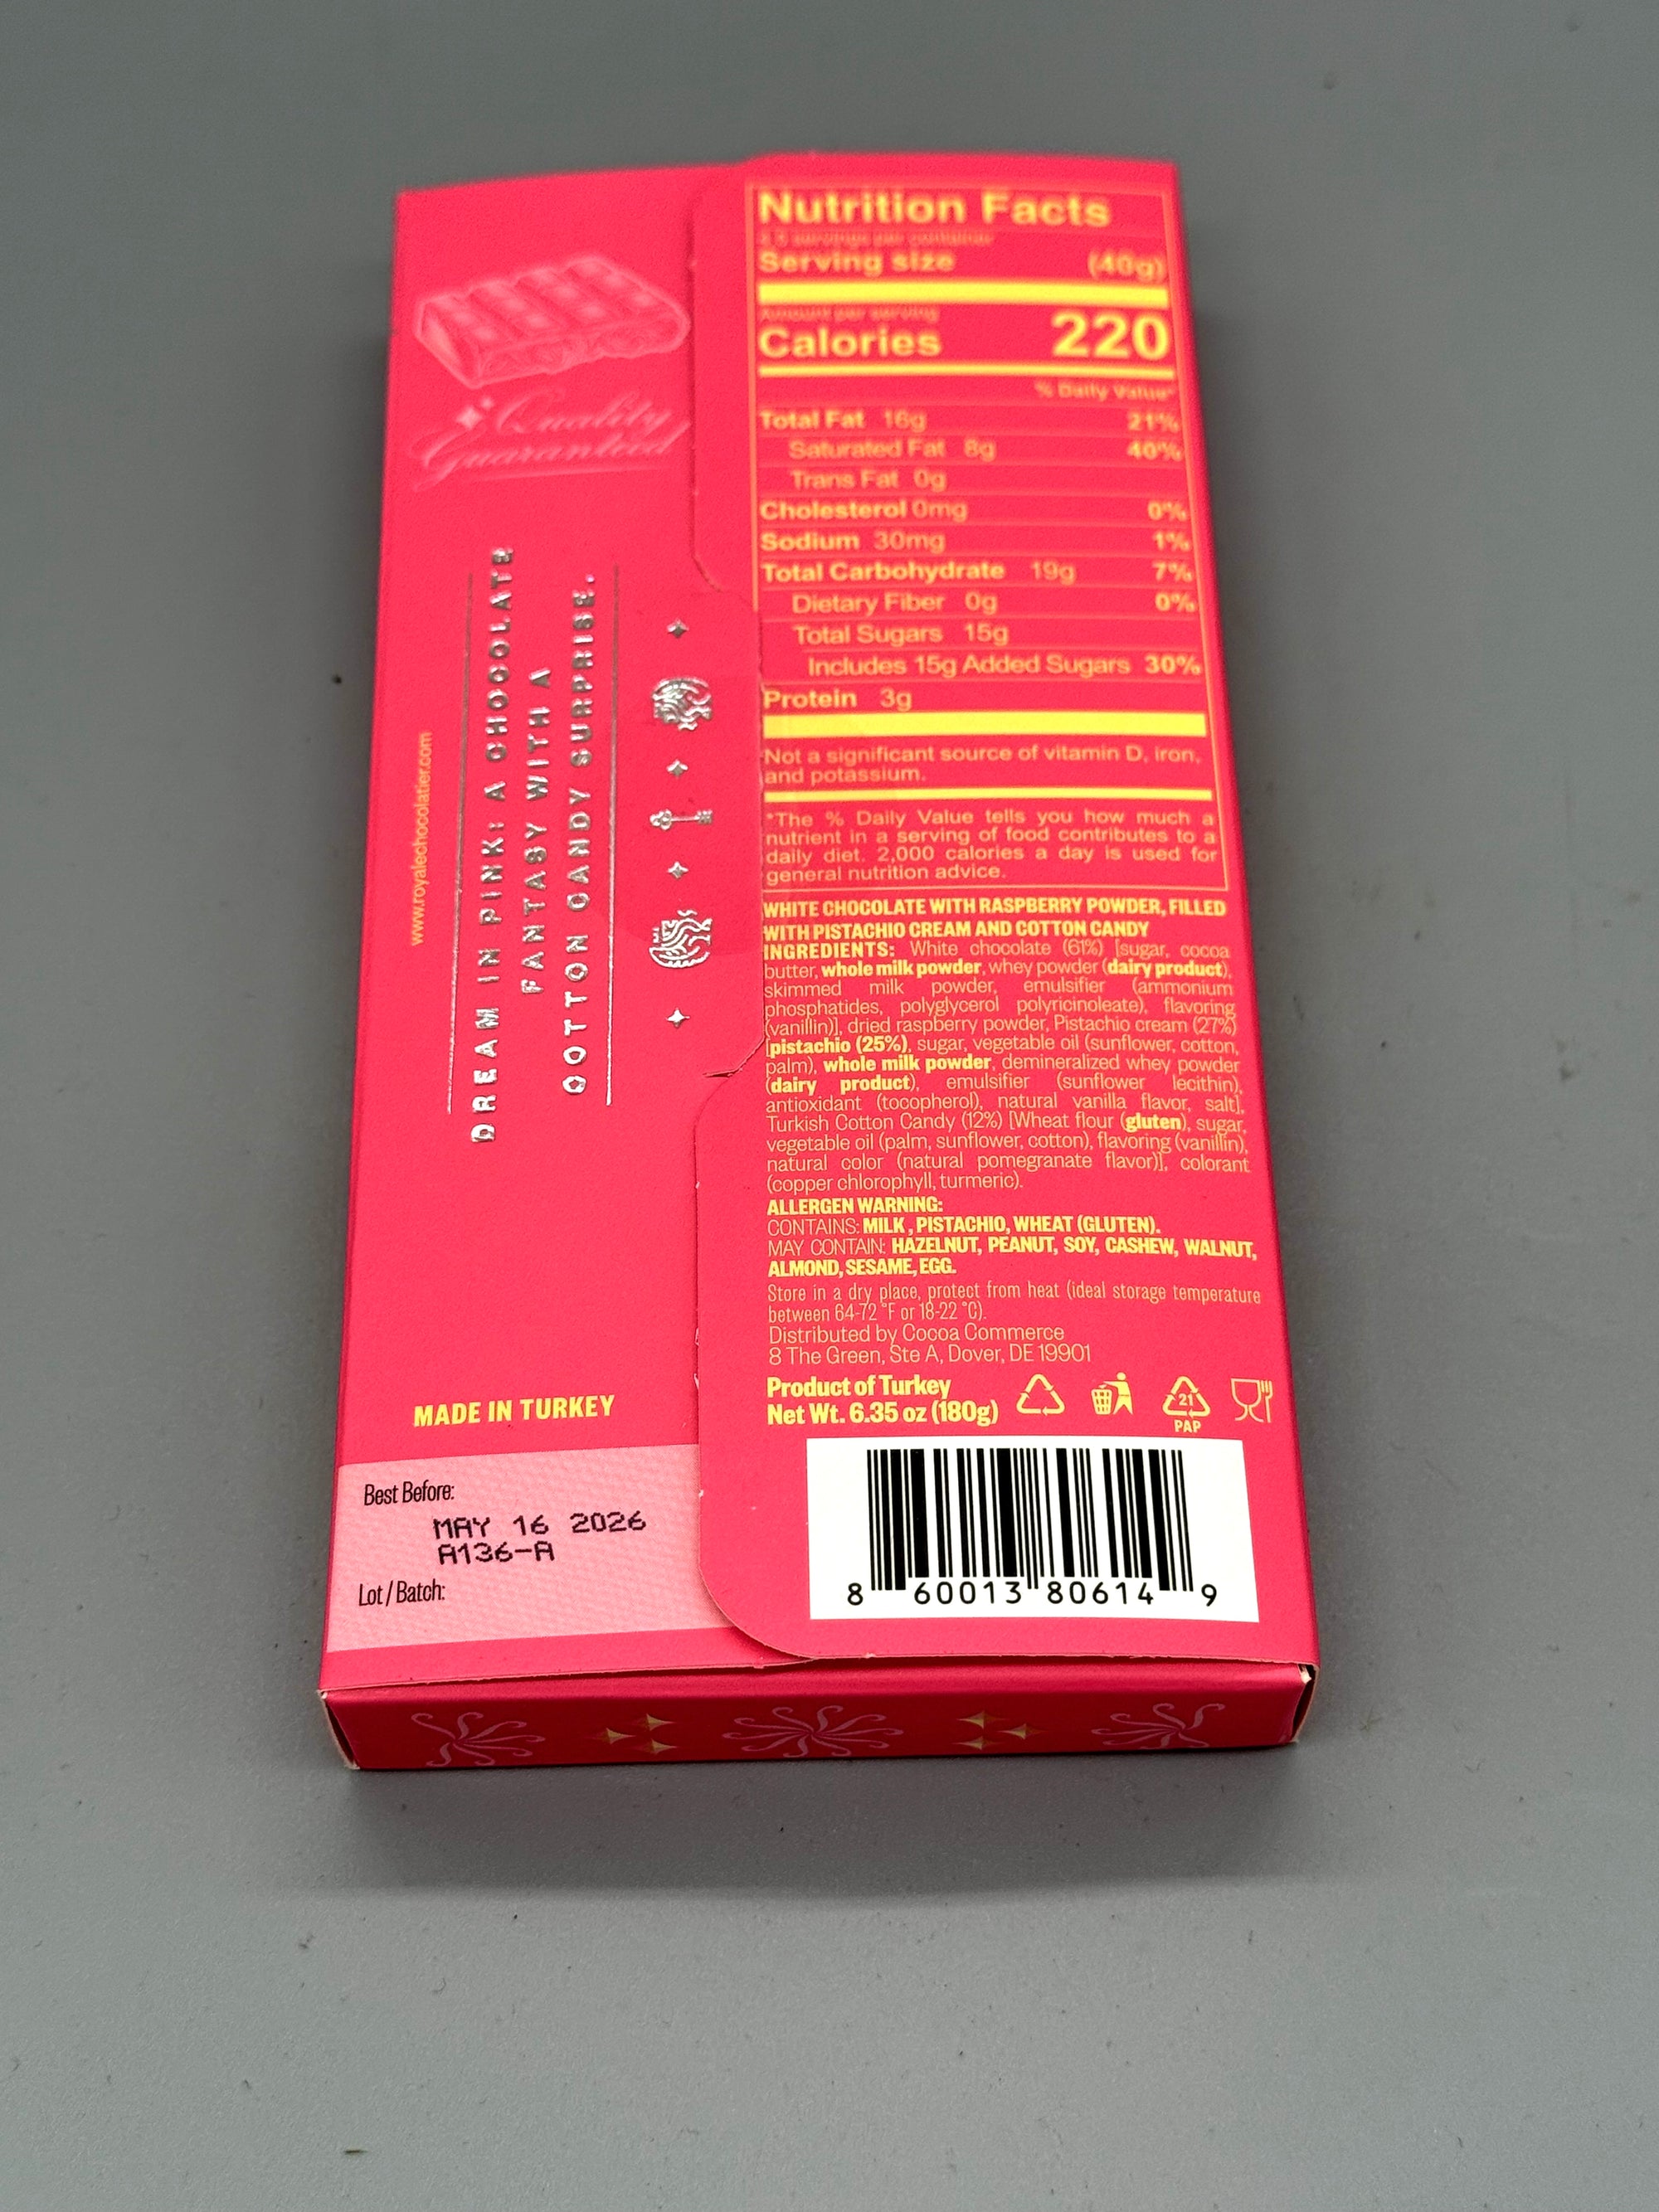 Quality
Guaranteed
DREAM IN PINK: A CHOCOLATE
FANTASY WITH A
COTTON CANDY SURPRISE.
www.royalechocolatier.com
MADE IN TURKEY
Best Before:
MAY 16 2026
A136-A
Lot / Batch:
Nutrition Facts
servings per container
Serving size (40g)
Amount per serving
Calories 220
% Daily Value*
Total Fat 16g 21%
Saturated Fat 8g 40%
Trans Fat 0g
Cholesterol 0mg 0%
Sodium 30mg 1%
Total Carbohydrate 19g 7%
Dietary Fiber 0g 0%
Total Sugars 15g
Includes 15g Added Sugars 30%
Protein 3g
Not a significant source of vitamin D, iron,
and potassium.
*The % Daily Value tells you how much a
nutrient in a serving of food contributes to a
daily diet. 2,000 calories a day is used for
general nutrition advice.
WHITE CHOCOLATE WITH RASPBERRY POWDER, FILLED
WITH PISTACHIO CREAM AND COTTON CANDY
INGREDIENTS: White chocolate (61%) [sugar, cocoa
butter, whole milk powder, whey powder (dairy product),
skimmed milk powder, emulsifier (ammonium
phosphatides, polyglycerol polyricinoleate), flavoring
(vanillin)], dried raspberry powder, Pistachio cream (27%)
[pistachio (25%), sugar, vegetable oil (sunflower, cotton,
palm), whole milk powder, demineralized whey powder
(dairy product), emulsifier (sunflower lecithin),
antioxidant (tocopherol), natural vanilla flavor, salt],
Turkish Cotton Candy (12%) [Wheat flour (gluten), sugar,
vegetable oil (palm, sunflower, cotton), flavoring (vanillin),
natural color (natural pomegranate flavor)], colorant
(copper chlorophyll, turmeric).
ALLERGEN WARNING:
CONTAINS: MILK, PISTACHIO, WHEAT (GLUTEN).
MAY CONTAIN: HAZELNUT, PEANUT, SOY, CASHEW, WALNUT,
ALMOND, SESAME, EGG.
Store in a dry place, protect from heat (ideal storage temperature
between 64-72 °F or 18-22 °C).
Distributed by Cocoa Commerce
8 The Green, Ste A, Dover, DE 19901
Product of Turkey
Net Wt. 6.35 oz (180g)
21
PAP
8 60013 80614 9